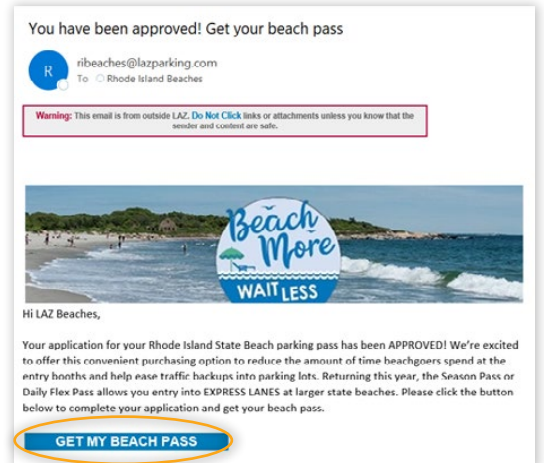 You have been approved! Get your beach pass
R
ribeaches@lazparking.com
To Rhode Island Beaches
Warning: This email is from outside LAZ. Do Not Click links or attachments unless you know that the
sender and content are safe.
Beach
More
WAIT LESS
Hi LAZ Beaches,
Your application for your Rhode Island State Beach parking pass has been APPROVED! We're excited
to offer this convenient purchasing option to reduce the amount of time beachgoers spend at the
entry booths and help ease traffic backups into parking lots. Returning this year, the Season Pass or
Daily Flex Pass allows you entry into EXPRESS LANES at larger state beaches. Please click the button
below to complete your application and get your beach pass.
GET MY BEACH PASS